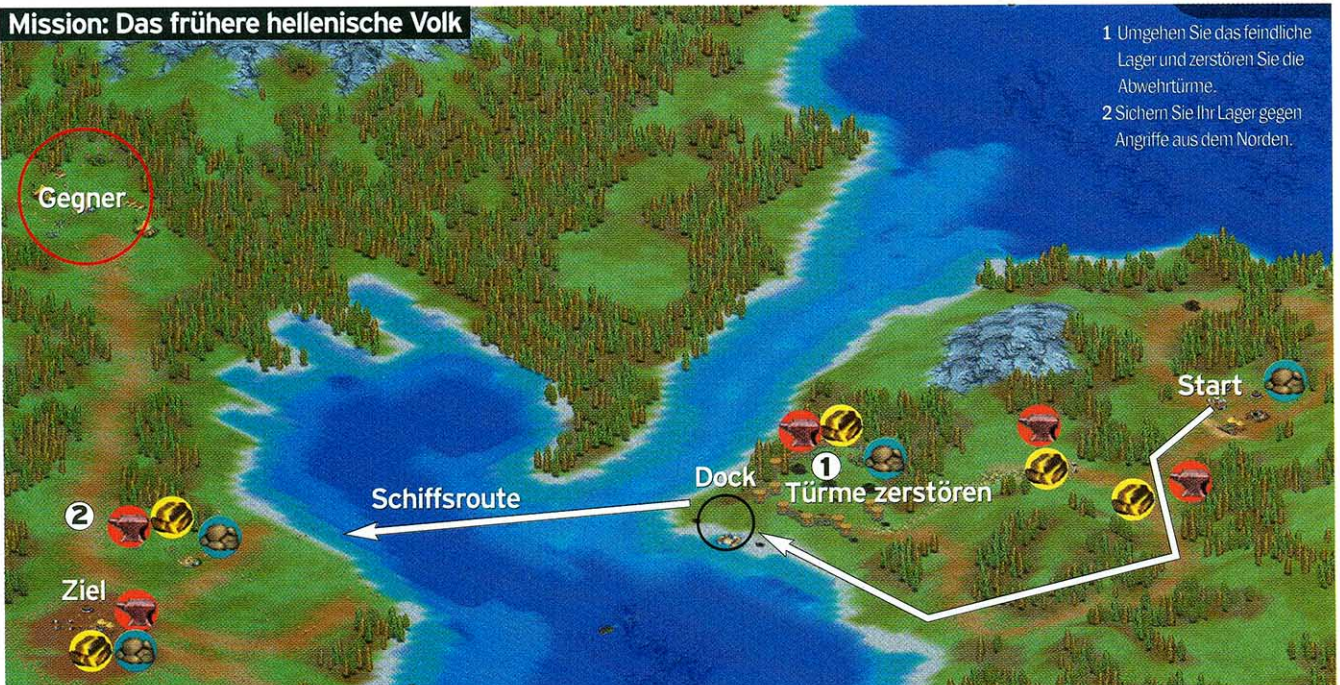 Mission: Das frühere hellenische Volk
1 Umgehen Sie das feindliche
Lager und zerstören Sie die
Abwehrtürme.
2 Sichern Sie Ihr Lager gegen
Angriffe aus dem Norden.
Gegner
Start
1
Dock
Türme zerstören
Schiffsroute
2
Ziel